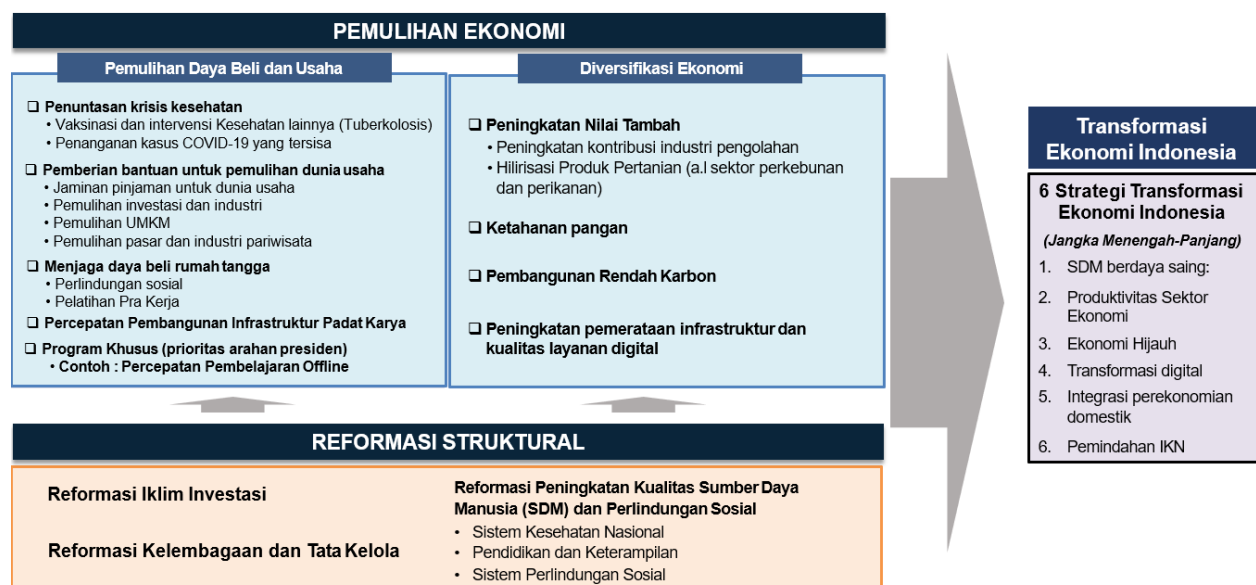 PEMULIHAN EKONOMI
Pemulihan Daya Beli dan Usaha
❑ Penuntasan krisis kesehatan
• Vaksinasi dan intervensi Kesehatan lainnya (Tuberkolosis)
• Penanganan kasus COVID-19 yang tersisa
❑ Pemberian bantuan untuk pemulihan dunia usaha
• Jaminan pinjaman untuk dunia usaha
• Pemulihan investasi dan industri
• Pemulihan UMKM
• Pemulihan pasar dan industri pariwisata
❑ Menjaga daya beli rumah tangga
• Perlindungan sosial
• Pelatihan Pra Kerja
❑ Percepatan Pembangunan Infrastruktur Padat Karya
❑ Program Khusus (prioritas arahan presiden)
• Contoh : Percepatan Pembelajaran Offline
Diversifikasi Ekonomi
❑ Peningkatan Nilai Tambah
• Peningkatan kontribusi industri pengolahan
• Hilirisasi Produk Pertanian (a.l sektor perkebunan
dan perikanan)
❑ Ketahanan pangan
❑ Pembangunan Rendah Karbon
❑ Peningkatan pemerataan infrastruktur dan
kualitas layanan digital
REFORMASI STRUKTURAL
Reformasi Iklim Investasi
Reformasi Kelembagaan dan Tata Kelola
Reformasi Peningkatan Kualitas Sumber Daya
Manusia (SDM) dan Perlindungan Sosial
• Sistem Kesehatan Nasional
• Pendidikan dan Keterampilan
• Sistem Perlindungan Sosial
Transformasi
Ekonomi Indonesia
6 Strategi Transformasi
Ekonomi Indonesia
(Jangka Menengah-Panjang)
1. SDM berdaya saing:
2. Produktivitas Sektor
Ekonomi
3. Ekonomi Hijauh
4. Transformasi digital
5. Integrasi perekonomian
domestik
6. Pemindahan IKN